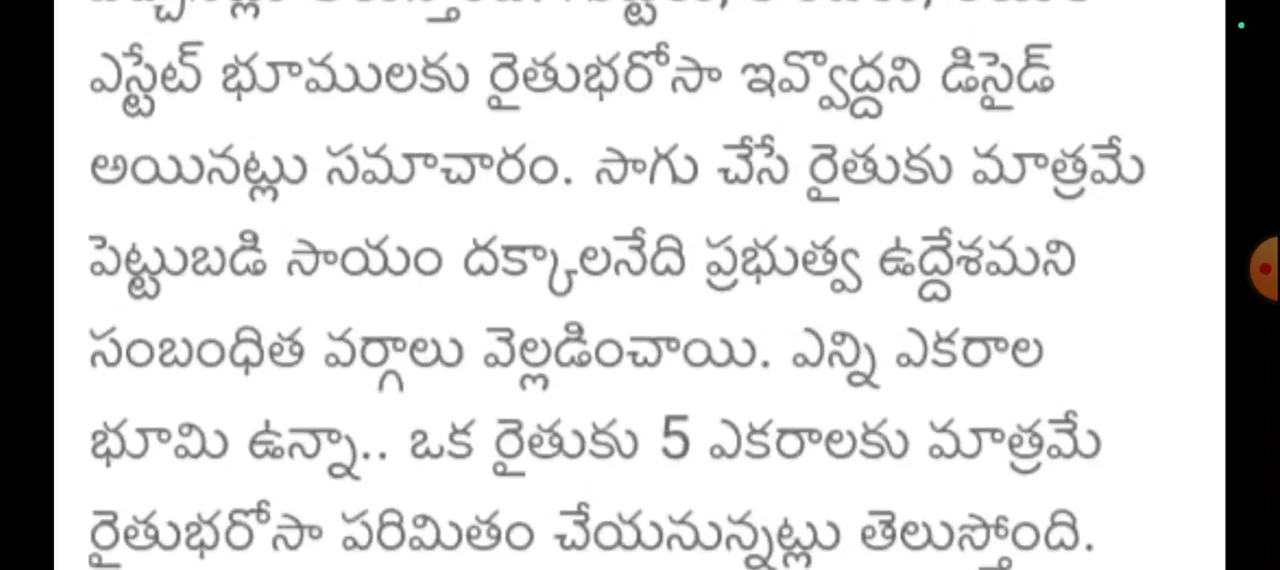 ఎస్టేట్ భూములకు రైతుభరోసా ఇవ్వొద్దని డిసైడ్
అయినట్లు సమాచారం. సాగు చేసే రైతుకు మాత్రమే
పెట్టుబడి సాయం దక్కాలనేది ప్రభుత్వ ఉద్దేశమని
సంబంధిత వర్గాలు వెల్లడించాయి. ఎన్ని ఎకరాల
భూమి ఉన్నా.. ఒక రైతుకు 5 ఎకరాలకు మాత్రమే
రైతుభరోసా పరిమితం చేయనున్నట్లు తెలుస్తోంది.